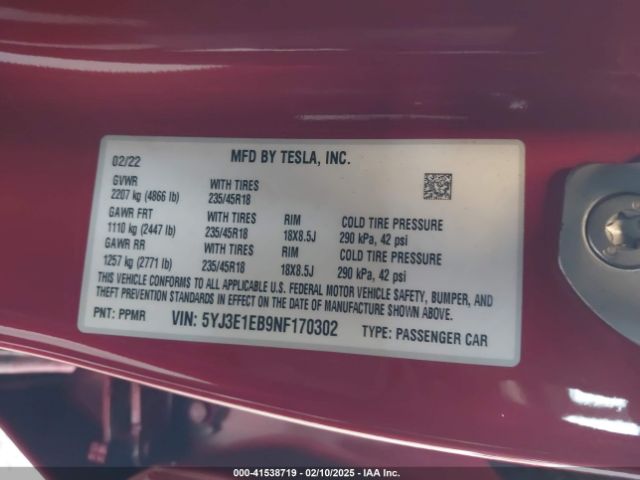 MFD BY TESLA, INC.
02/22
GVWR WITH TIRES
2207 kg (4866 lb) 235/45R18
GAWR FRT WITH TIRES RIM COLD TIRE PRESSURE
1110 kg (2447 lb) 235/45R18 18X8.5J 290 kPa, 42 psi
GAWR RR WITH TIRES RIM COLD TIRE PRESSURE
1257 kg (2771 lb) 235/45R18 18X8.5J 290 kPa, 42 psi
THIS VEHICLE CONFORMS TO ALL APPLICABLE U.S. FEDERAL MOTOR VEHICLE SAFETY, BUMPER, AND
THEFT PREVENTION STANDARDS IN EFFECT ON THE DATE OF MANUFACTURE SHOWN ABOVE.
PNT: PPMR VIN: 5YJ3E1EB9NF170302 TYPE: PASSENGER CAR
000-41538719 - 02/10/2025 - IAA Inc.